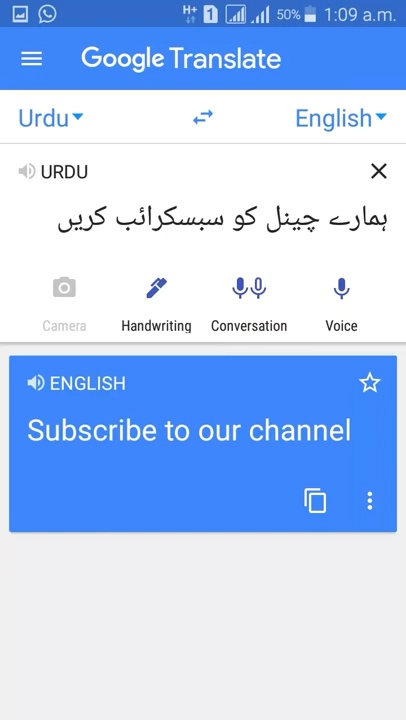 H+ 1 50% 1:09 a.m.
Google Translate
Urdu English
URDU
ہمارے چینل کو سبسکرائب کریں
Camera Handwriting Conversation Voice
ENGLISH
Subscribe to our channel